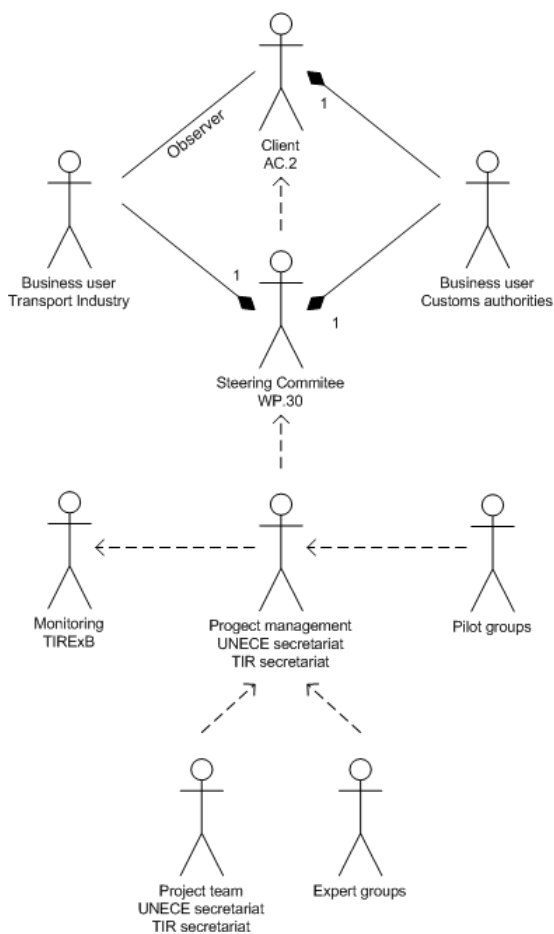 1
Observer
Client
AC.2
Business user
Transport Industry
Business user
Customs authorities
1
1
Steering Commitee
WP.30
Monitoring
TIRExB
Progect management
UNECE secretariat
TIR secretariat
Pilot groups
Project team
UNECE secretariat
TIR secretariat
Expert groups